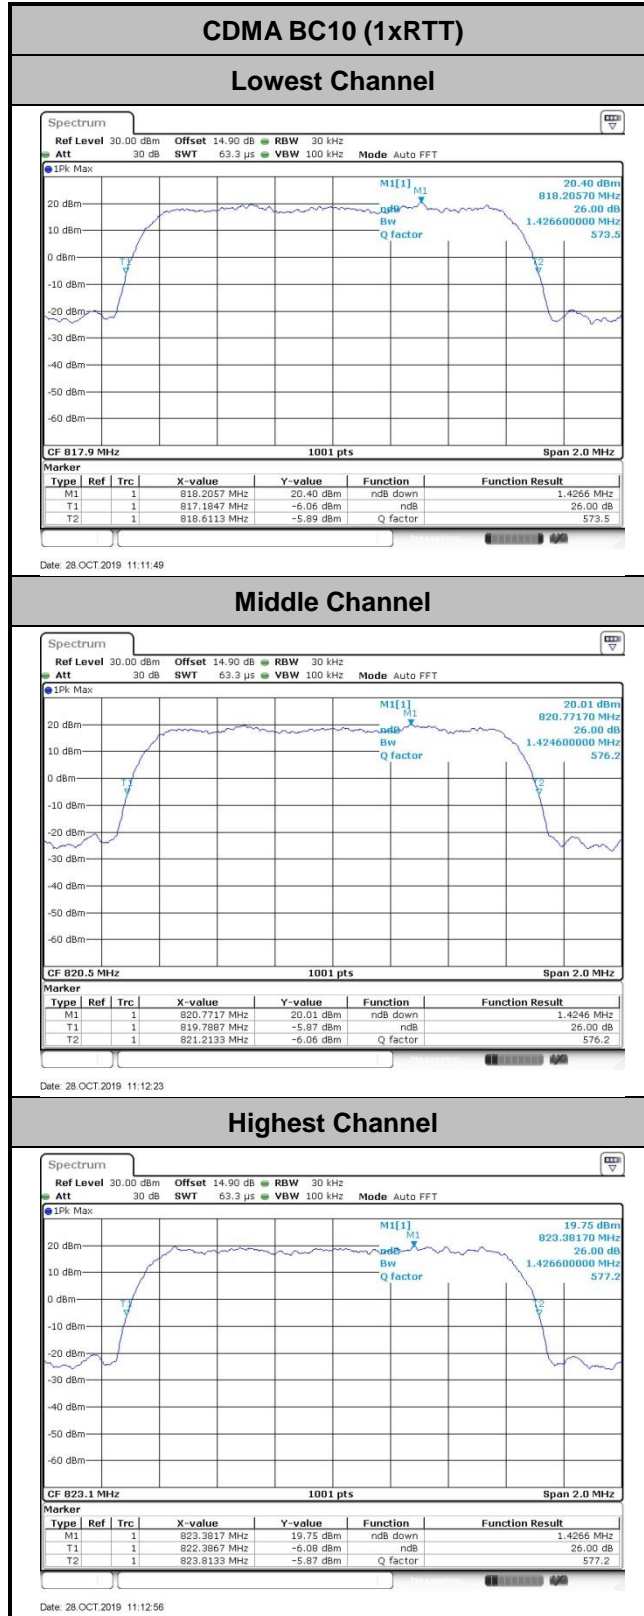 CDMA BC10 (1xRTT)
Lowest Channel
Spectrum
Ref Level 30.00 dBm Offset 14.90 dB RBW 30 kHz
Att 30 dB SWT 63.3 µs VBW 100 kHz Mode Auto FFT
1Pk Max
M1[1] 20.40 dBm
M1
818.20570 MHz
20 dBm
ndB 26.00 dB
Bw 1.426600000 MHz
10 dBm
Q factor 573.5
0 dBm
T1 T2
-10 dBm
-20 dBm
-30 dBm
-40 dBm
-50 dBm
-60 dBm
CF 817.9 MHz 1001 pts Span 2.0 MHz
Marker
Type Ref Trc X-value Y-value Function Function Result
M1 1 818.2057 MHz 20.40 dBm ndB down 1.4266 MHz
T1 1 817.1847 MHz -6.06 dBm ndB 26.00 dB
T2 1 818.6113 MHz -5.89 dBm Q factor 573.5
Date: 28.OCT.2019 11:11:49
Middle Channel
Spectrum
Ref Level 30.00 dBm Offset 14.90 dB RBW 30 kHz
Att 30 dB SWT 63.3 µs VBW 100 kHz Mode Auto FFT
1Pk Max
M1[1] 20.01 dBm
M1
820.77170 MHz
20 dBm
ndB 26.00 dB
Bw 1.424600000 MHz
10 dBm
Q factor 576.2
0 dBm
T1 T2
-10 dBm
-20 dBm
-30 dBm
-40 dBm
-50 dBm
-60 dBm
CF 820.5 MHz 1001 pts Span 2.0 MHz
Marker
Type Ref Trc X-value Y-value Function Function Result
M1 1 820.7717 MHz 20.01 dBm ndB down 1.4246 MHz
T1 1 819.7887 MHz -5.87 dBm ndB 26.00 dB
T2 1 821.2133 MHz -6.06 dBm Q factor 576.2
Date: 28.OCT.2019 11:12:23
Highest Channel
Spectrum
Ref Level 30.00 dBm Offset 14.90 dB RBW 30 kHz
Att 30 dB SWT 63.3 µs VBW 100 kHz Mode Auto FFT
1Pk Max
M1[1] 19.75 dBm
M1
823.38170 MHz
20 dBm
ndB 26.00 dB
Bw 1.426600000 MHz
10 dBm
Q factor 577.2
0 dBm
T1 T2
-10 dBm
-20 dBm
-30 dBm
-40 dBm
-50 dBm
-60 dBm
CF 823.1 MHz 1001 pts Span 2.0 MHz
Marker
Type Ref Trc X-value Y-value Function Function Result
M1 1 823.3817 MHz 19.75 dBm ndB down 1.4266 MHz
T1 1 822.3867 MHz -6.08 dBm ndB 26.00 dB
T2 1 823.8133 MHz -5.87 dBm Q factor 577.2
Date: 28.OCT.2019 11:12:56